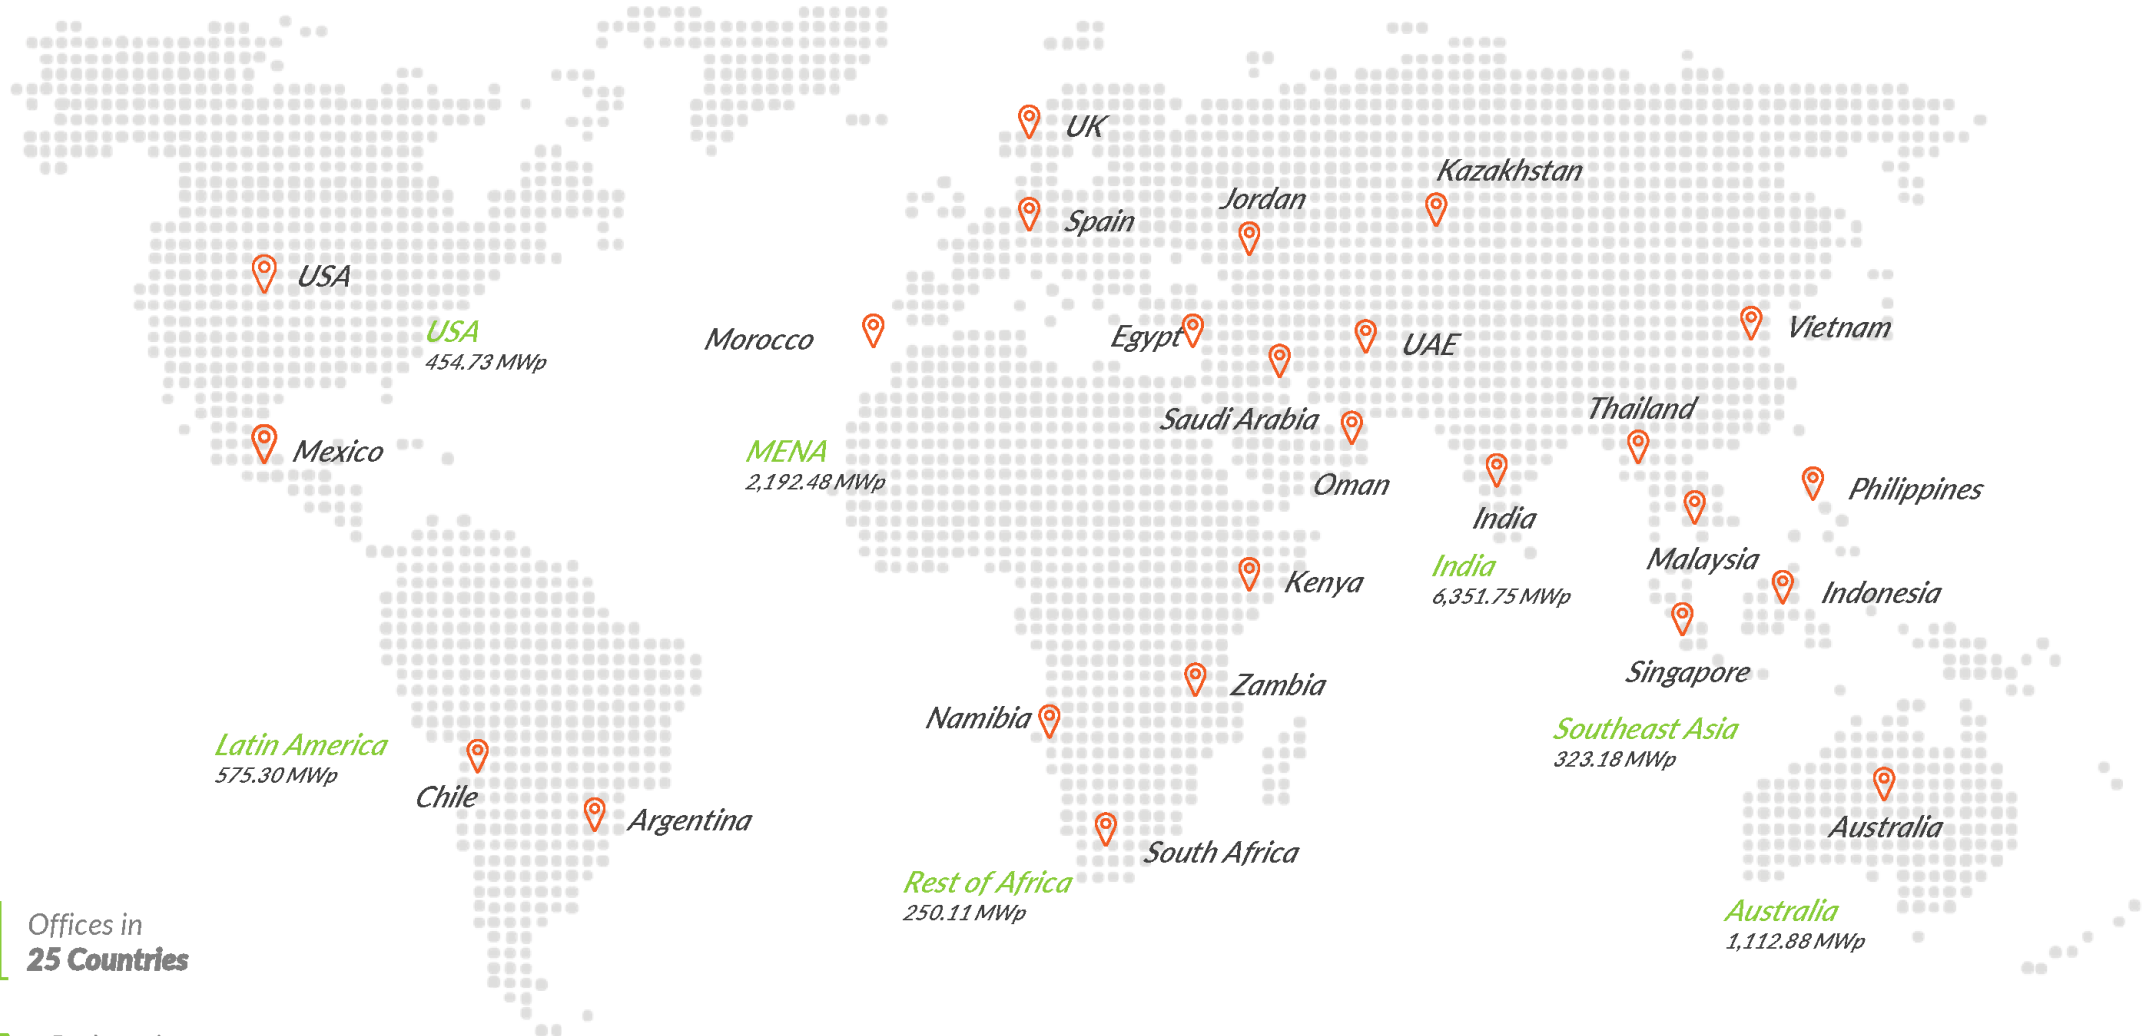 UK
Kazakhstan
Jordan
Spain
USA
USA
454.73 MWp
Morocco
Egypt
UAE
Vietnam
Saudi Arabia
Thailand
Mexico
MENA
2,192.48 MWp
Oman
India
Philippines
India
6,351.75 MWp
Malaysia
Kenya
Indonesia
Singapore
Zambia
Namibia
Southeast Asia
323.18 MWp
Latin America
575.30 MWp
Chile
Argentina
Australia
South Africa
Rest of Africa
250.11 MWp
Australia
1,112.88 MWp
Offices in
25 Countries